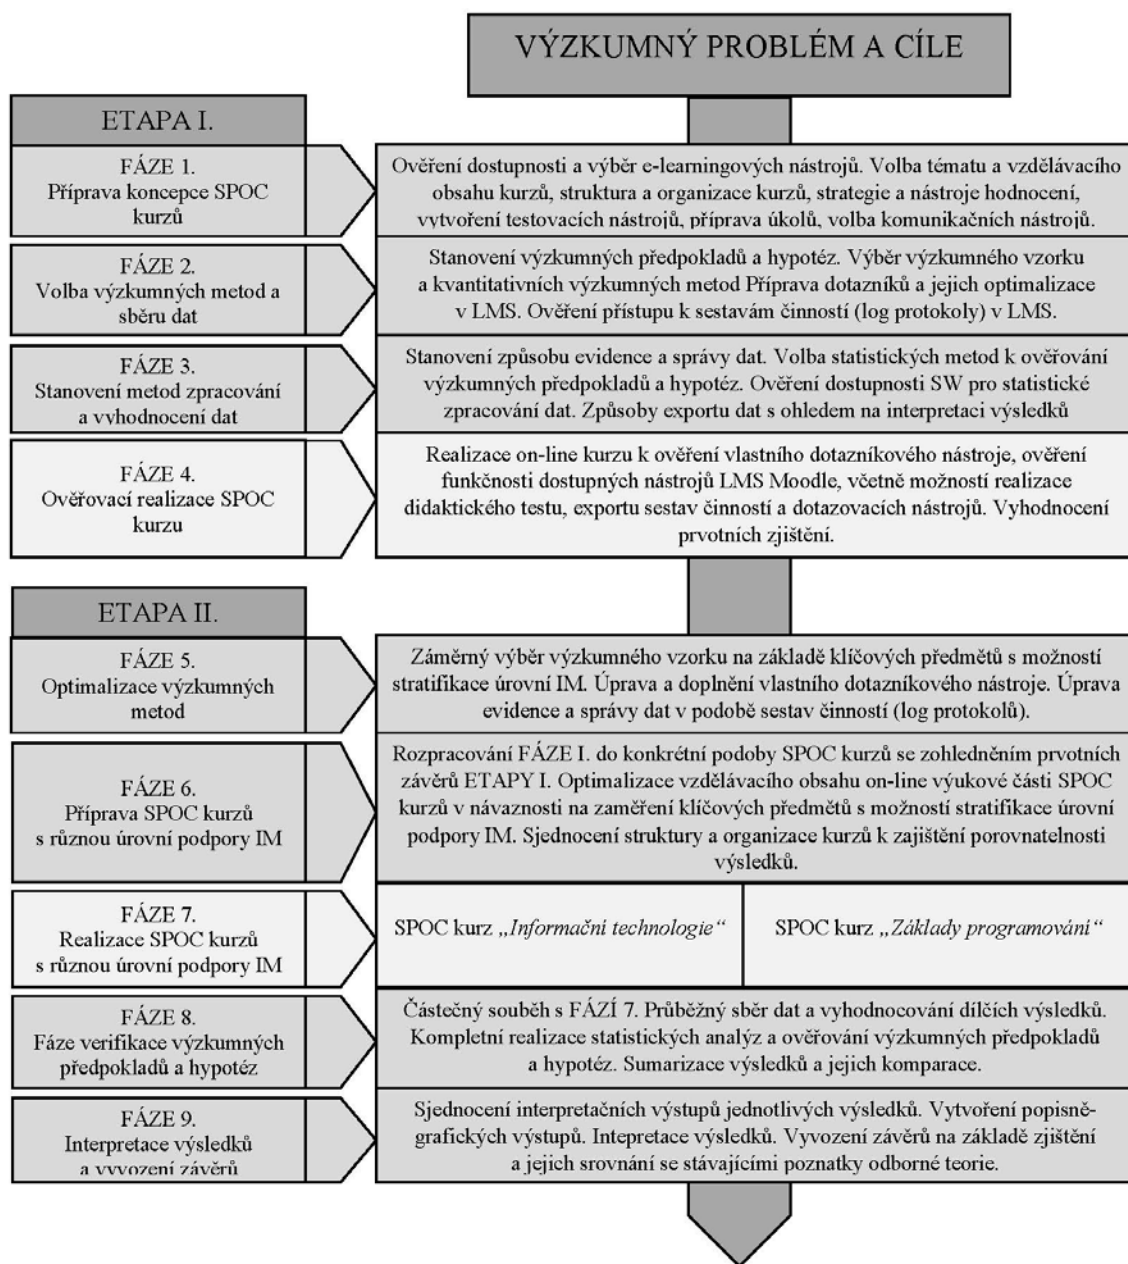 VÝZKUMNÝ PROBLÉM A CÍLE
ETAPA I.
FÁZE 1.
Příprava koncepce SPOC
kurzů
Ověření dostupnosti a výběr e-learningových nástrojů. Volba tématu a vzdělávacího
obsahu kurzů, struktura a organizace kurzů, strategie a nástroje hodnocení,
vytvoření testovacích nástrojů, příprava úkolů, volba komunikačních nástrojů.
FÁZE 2.
Volba výzkumných metod a
sběru dat
Stanovení výzkumných předpokladů a hypotéz. Výběr výzkumného vzorku
a kvantitativních výzkumných metod Příprava dotazníků a jejich optimalizace
v LMS. Ověření přístupu k sestavám činností (log protokoly) v LMS.
FÁZE 3.
Stanovení metod zpracování
a vyhodnocení dat
Stanovení způsobu evidence a správy dat. Volba statistických metod k ověřování
výzkumných předpokladů a hypotéz. Ověření dostupnosti SW pro statistické
zpracování dat. Způsoby exportu dat s ohledem na interpretaci výsledků
FÁZE 4.
Ověřovací realizace SPOC
kurzu
Realizace on-line kurzu k ověření vlastního dotazníkového nástroje, ověření
funkčnosti dostupných nástrojů LMS Moodle, včetně možností realizace
didaktického testu, exportu sestav činností a dotazovacích nástrojů. Vyhodnocení
prvotních zjištění.
ETAPA II.
FÁZE 5.
Optimalizace výzkumných
metod
Záměrný výběr výzkumného vzorku na základě klíčových předmětů s možností
stratifikace úrovní IM. Úprava a doplnění vlastního dotazníkového nástroje. Úprava
evidence a správy dat v podobě sestav činností (log protokolů).
FÁZE 6.
Příprava SPOC kurzů
s různou úrovní podpory IM
Rozpracování FÁZE I. do konkrétní podoby SPOC kurzů se zohledněním prvotních
závěrů ETAPY I. Optimalizace vzdělávacího obsahu on-line výukové části SPOC
kurzů v návaznosti na zaměření klíčových předmětů s možností stratifikace úrovní
podpory IM. Sjednocení struktury a organizace kurzů k zajištění porovnatelnosti
výsledků.
FÁZE 7.
Realizace SPOC kurzů
s různou úrovní podpory IM
SPOC kurz „Informační technologie“
SPOC kurz „Základy programování“
FÁZE 8.
Fáze verifikace výzkumných
předpokladů a hypotéz
Částečný souběh s FÁZÍ 7. Průběžný sběr dat a vyhodnocování dílčích výsledků.
Kompletní realizace statistických analýz a ověřování výzkumných předpokladů
a hypotéz. Sumarizace výsledků a jejich komparace.
FÁZE 9.
Interpretace výsledků
a vyvození závěrů
Sjednocení interpretačních výstupů jednotlivých výsledků. Vytvoření popisně-
grafických výstupů. Intepretace výsledků. Vyvození závěrů na základě zjištění
a jejich srovnání se stávajícími poznatky odborné teorie.